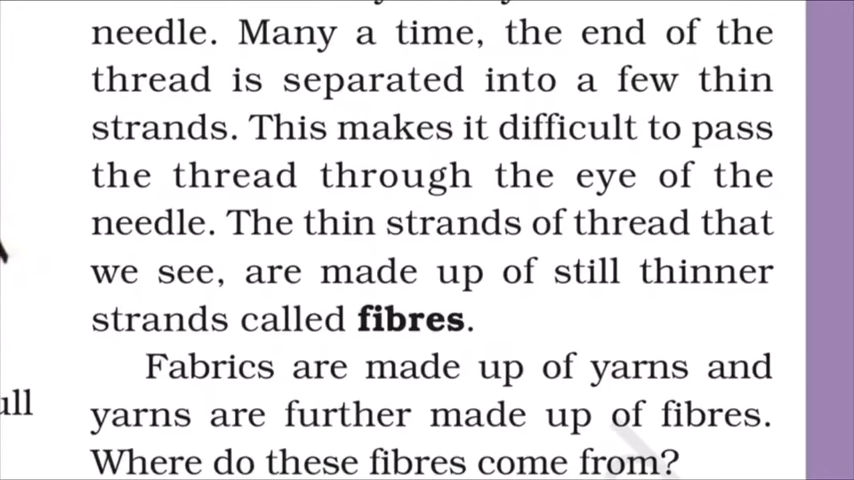 needle. Many a time, the end of the
thread is separated into a few thin
strands. This makes it difficult to pass
the thread through the eye of the
needle. The thin strands of thread that
we see, are made up of still thinner
strands called fibres.
Fabrics are made up of yarns and
yarns are further made up of fibres.
Where do these fibres come from?